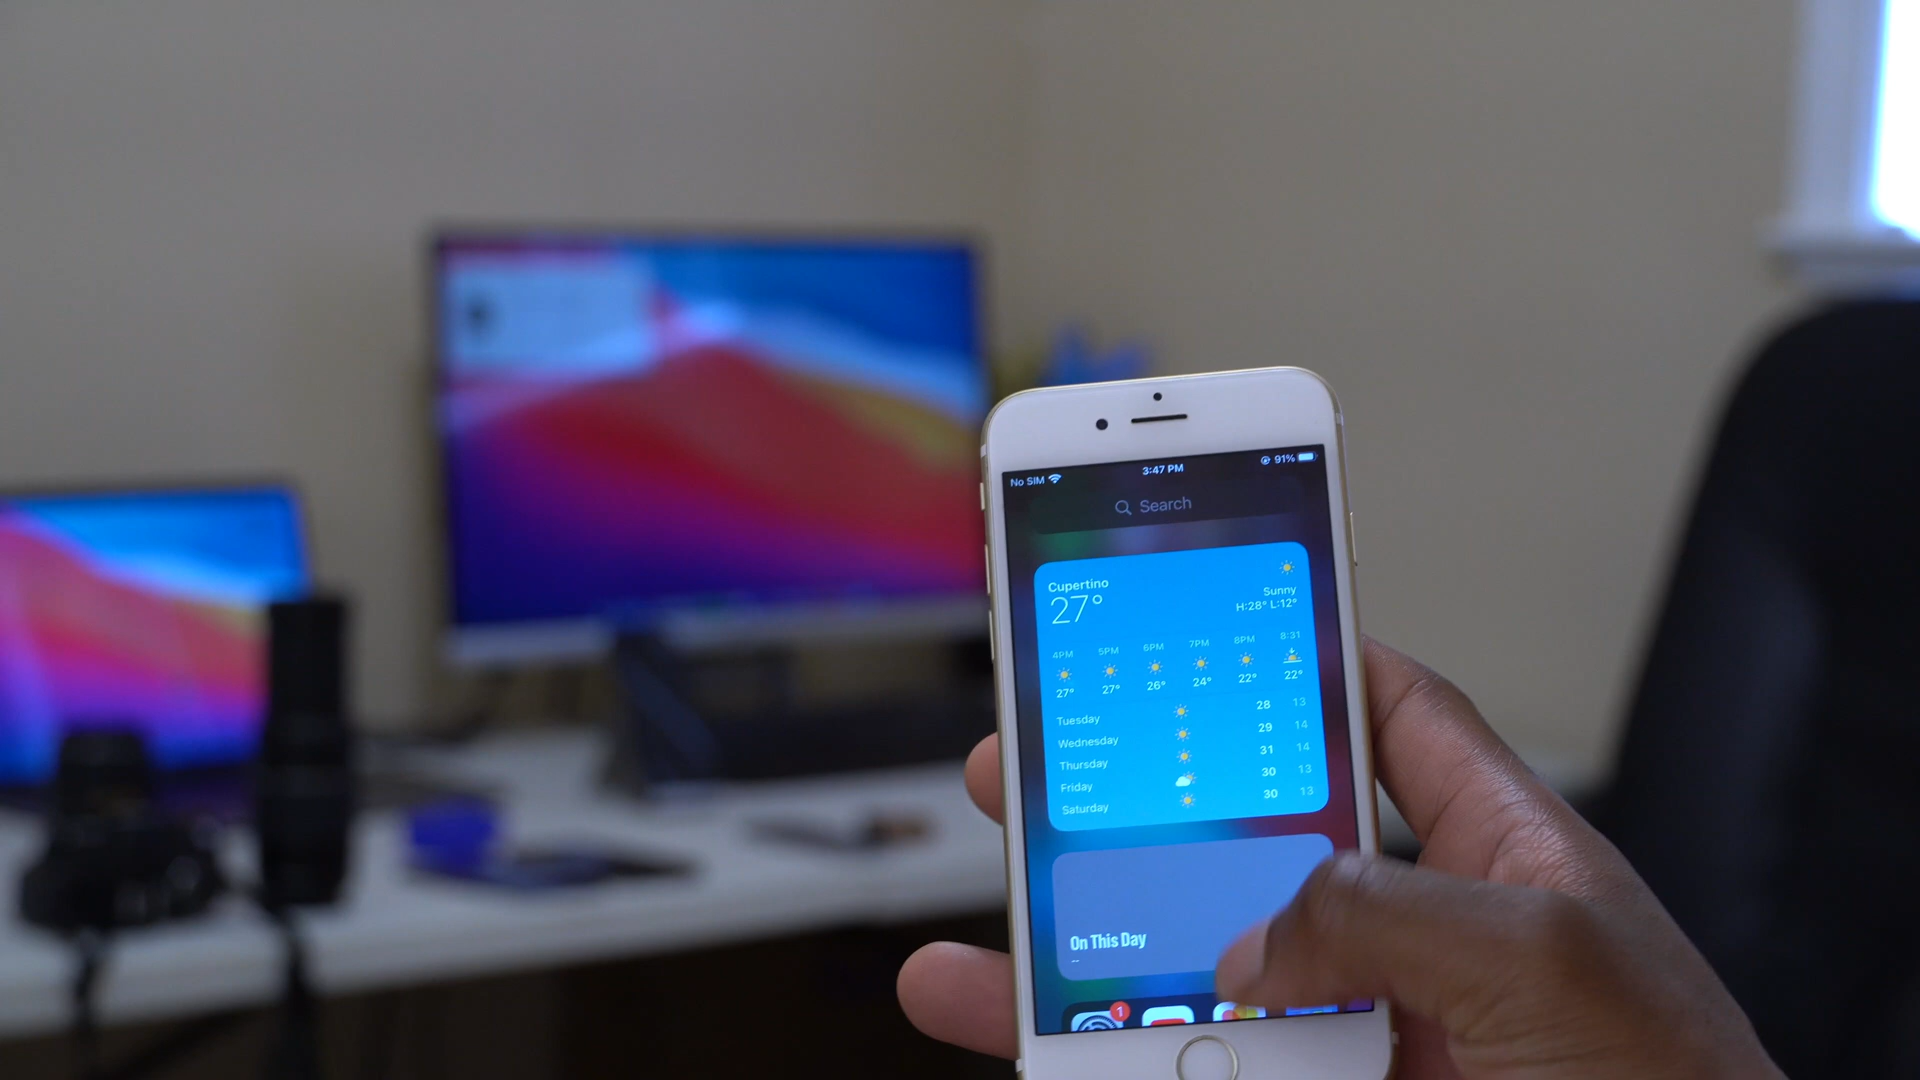 No SIM 3:47 PM 91%
Search
Cupertino
27°
Sunny
H:28° L:12°
4PM 5PM 6PM 7PM 8PM 8:31
27° 27° 26° 24° 22° 22°
Tuesday 28 13
Wednesday 29 14
Thursday 31 14
Friday 30 13
Saturday 30 13
On This Day
--
1